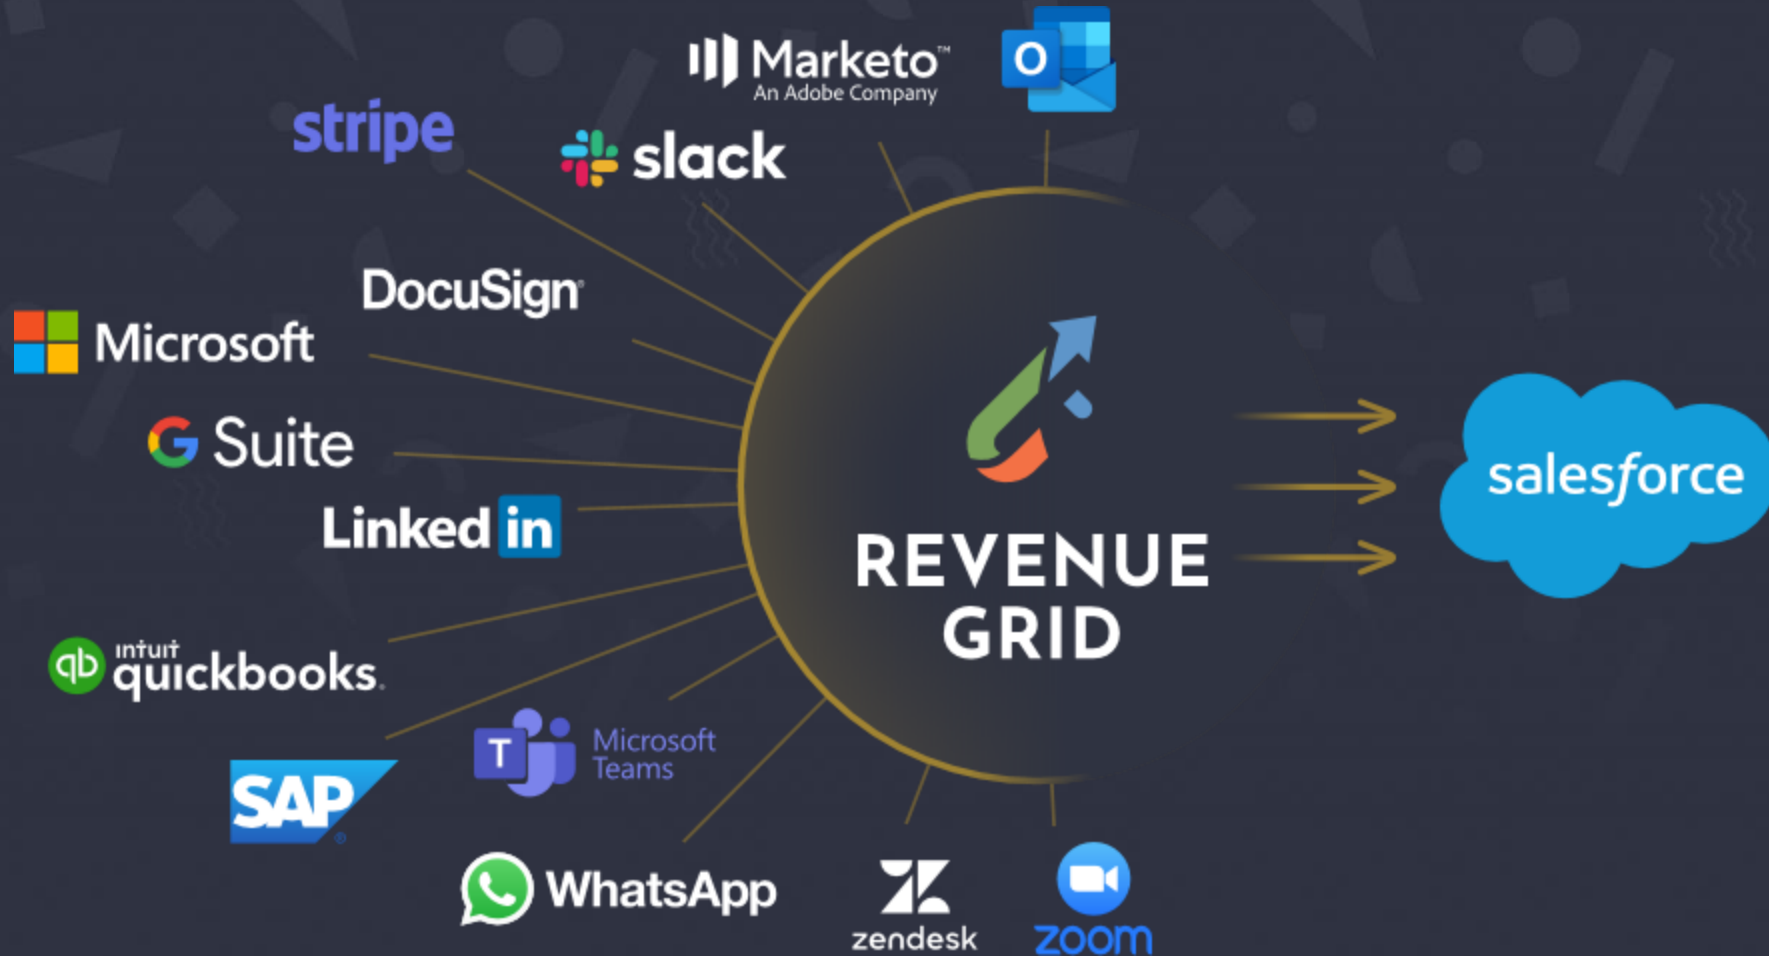 Marketo™
An Adobe Company
O
stripe
slack
DocuSign
Microsoft
G Suite
Linked in
REVENUE
GRID
salesforce
intuit
qb quickbooks.
T Microsoft
Teams
SAP®
WhatsApp
zendesk
zoom